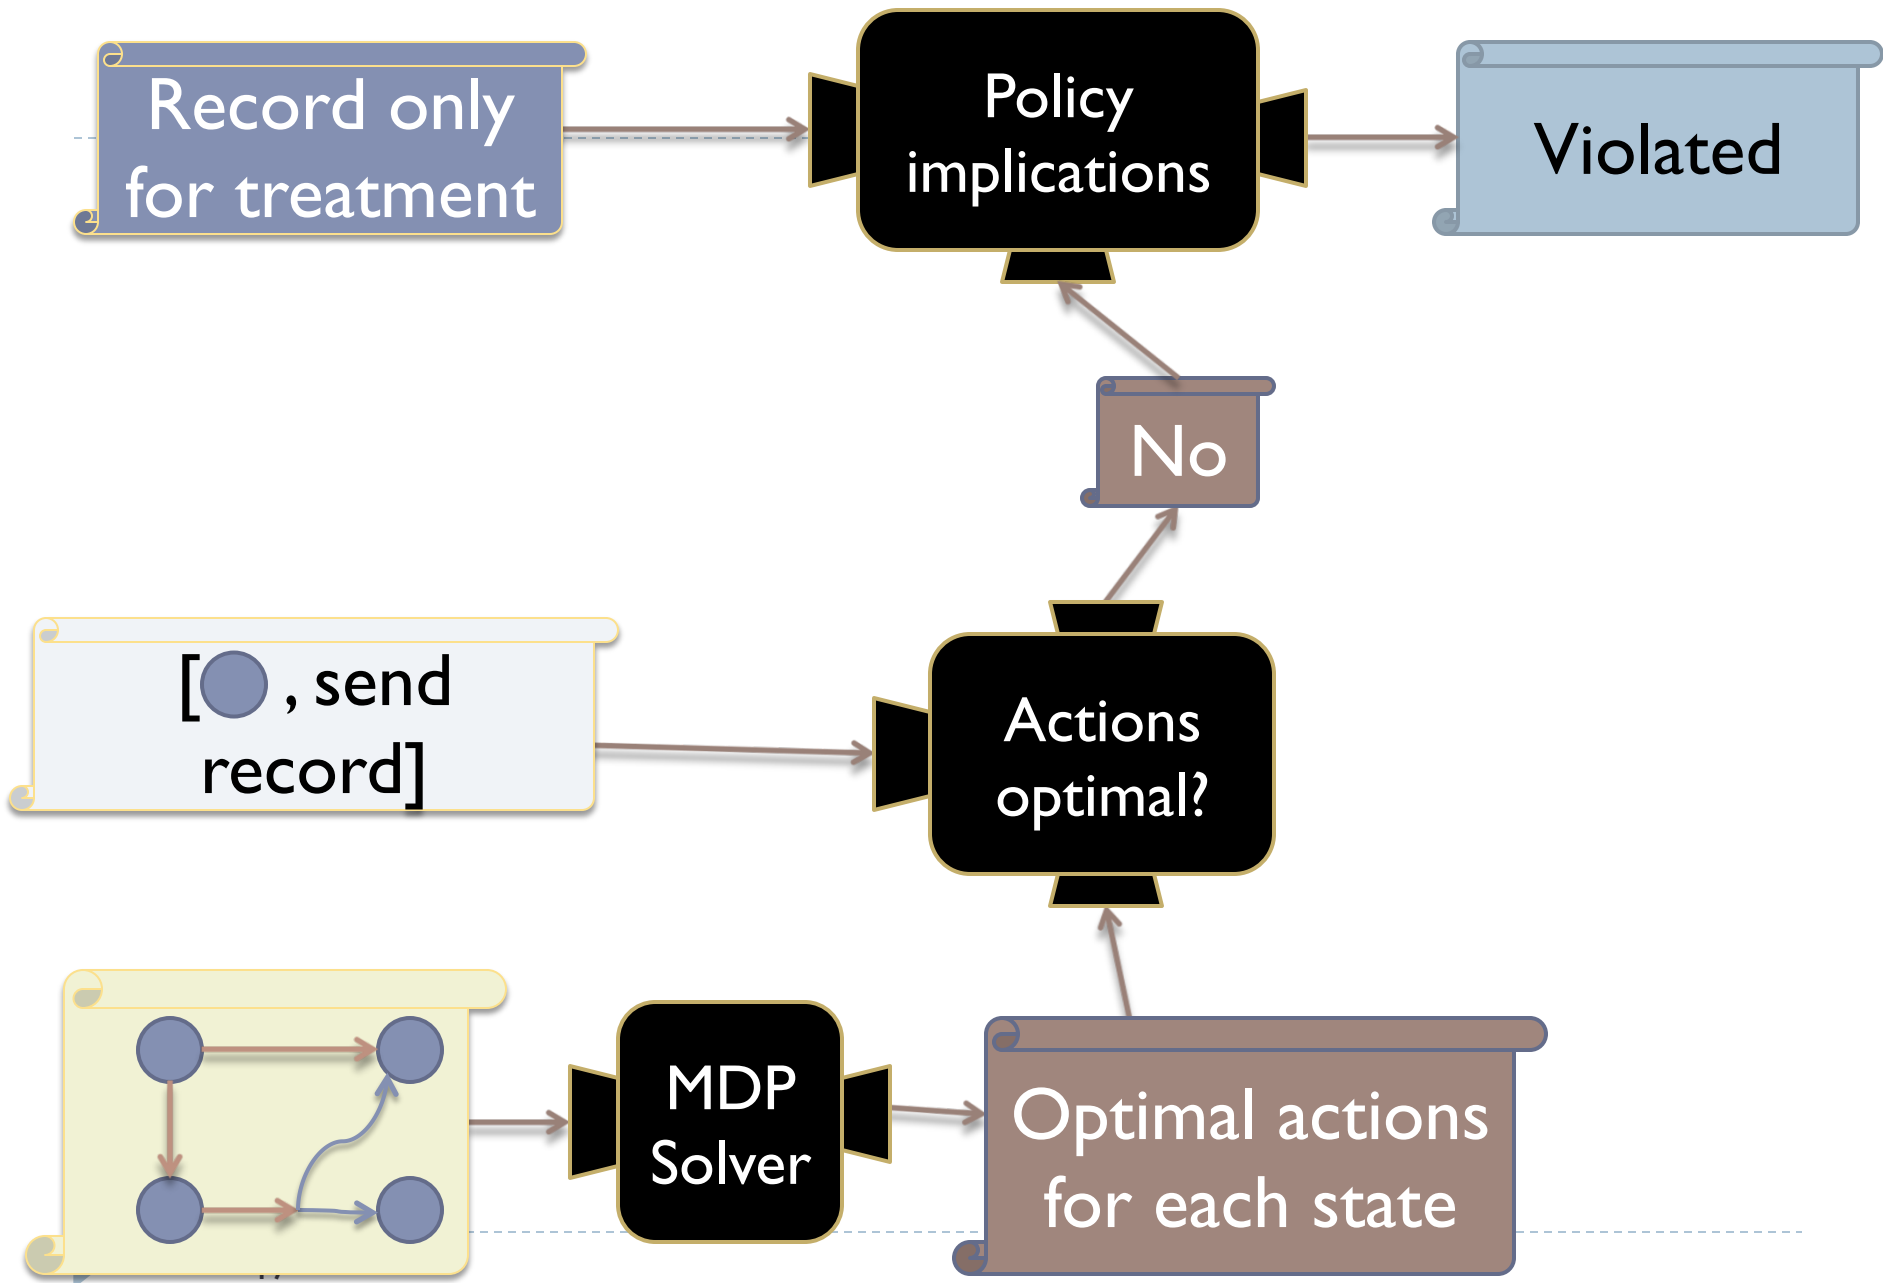 Record only
for treatment
Policy
implications
Violated
No
[ , send
record]
Actions
optimal?
MDP
Solver
Optimal actions
for each state